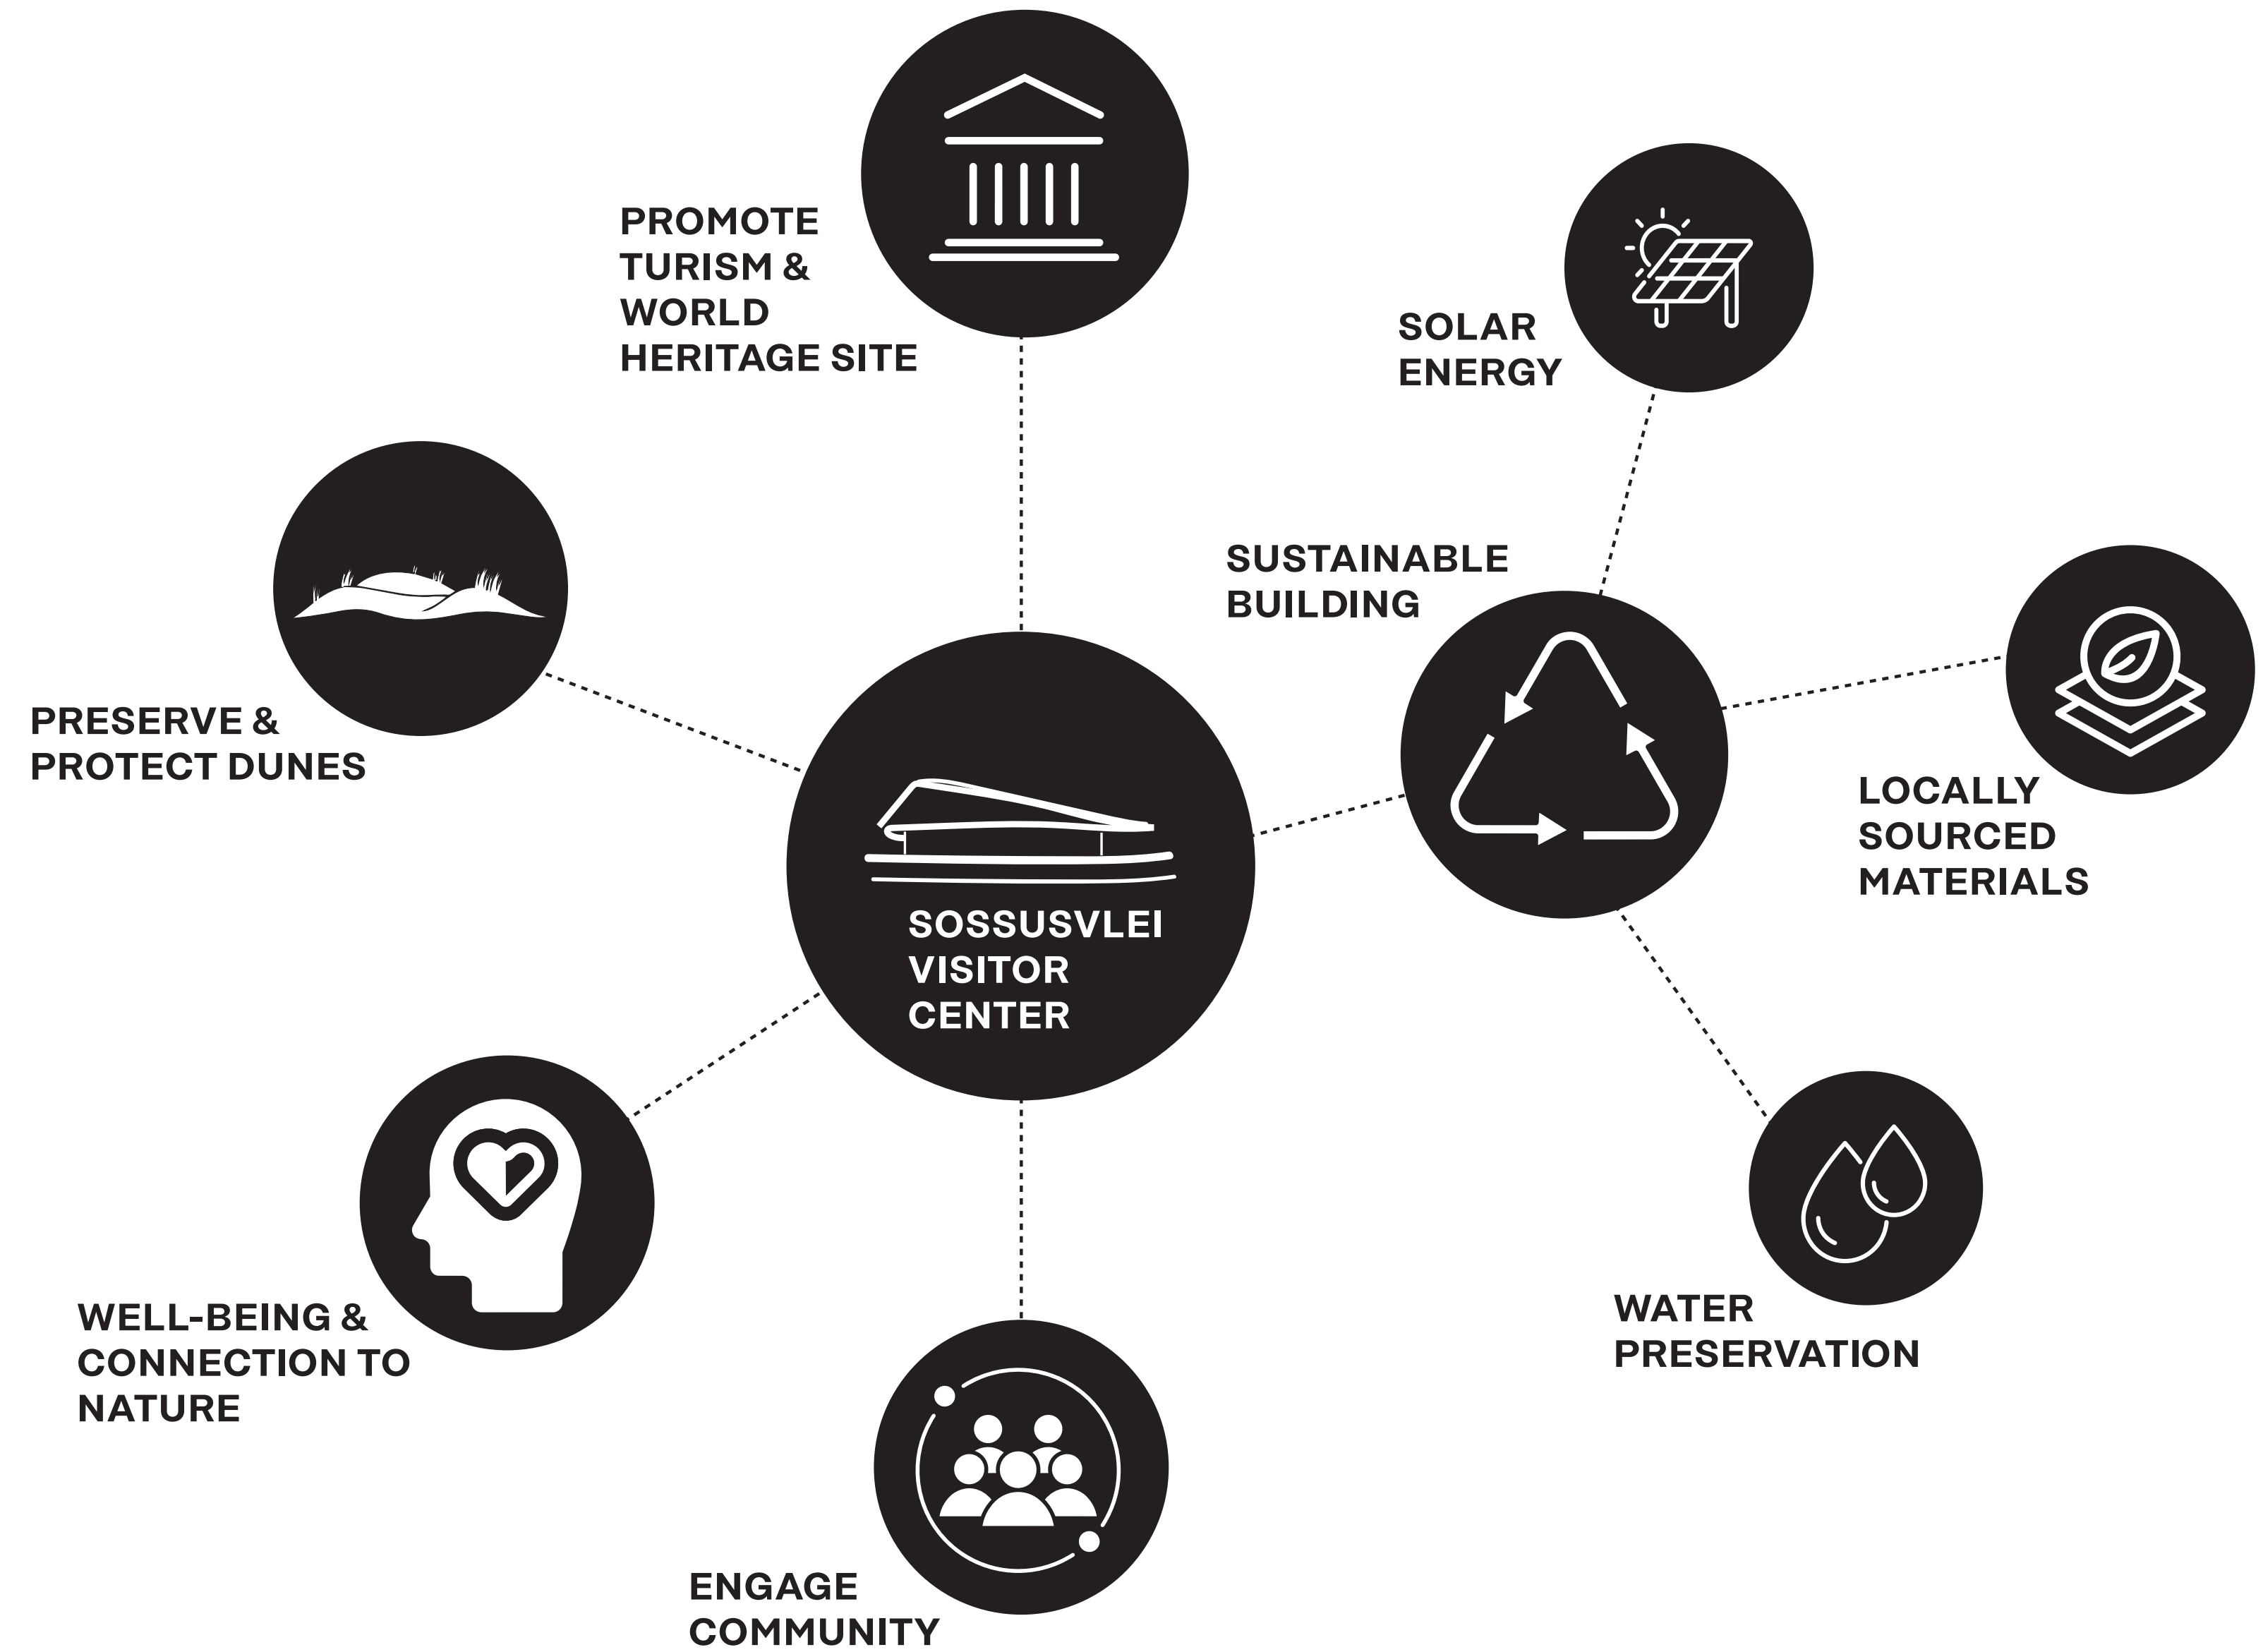 PROMOTE
TURISM &
WORLD
HERITAGE SITE
SOLAR
ENERGY
SUSTAINABLE
BUILDING
PRESERVE &
PROTECT DUNES
LOCALLY
SOURCED
MATERIALS
SOSSUSVLEI
VISITOR
CENTER
WELL-BEING &
CONNECTION TO
NATURE
WATER
PRESERVATION
ENGAGE
COMMUNITY